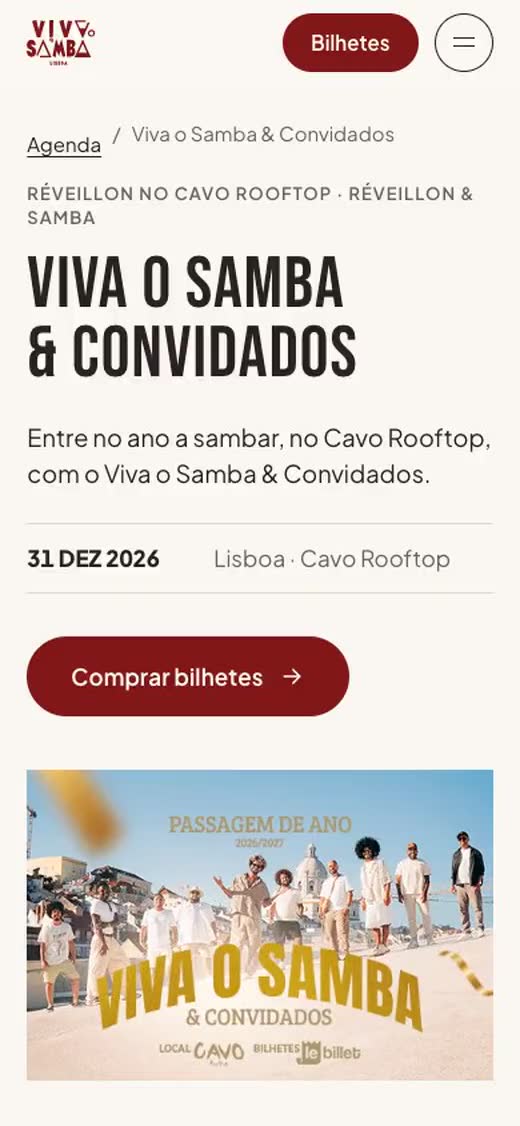 VIVO
SAMBA
LISBOA
Bilhetes
Agenda / Viva o Samba & Convidados
RÉVEILLON NO CAVO ROOFTOP · RÉVEILLON &
SAMBA
VIVA O SAMBA
& CONVIDADOS
Entre no ano a sambar, no Cavo Rooftop,
com o Viva o Samba & Convidados.
31 DEZ 2026 Lisboa · Cavo Rooftop
Comprar bilhetes →
PASSAGEM DE ANO
2026/2027
VIVA O SAMBA
& CONVIDADOS
LOCAL CAVO BILHETES le billet